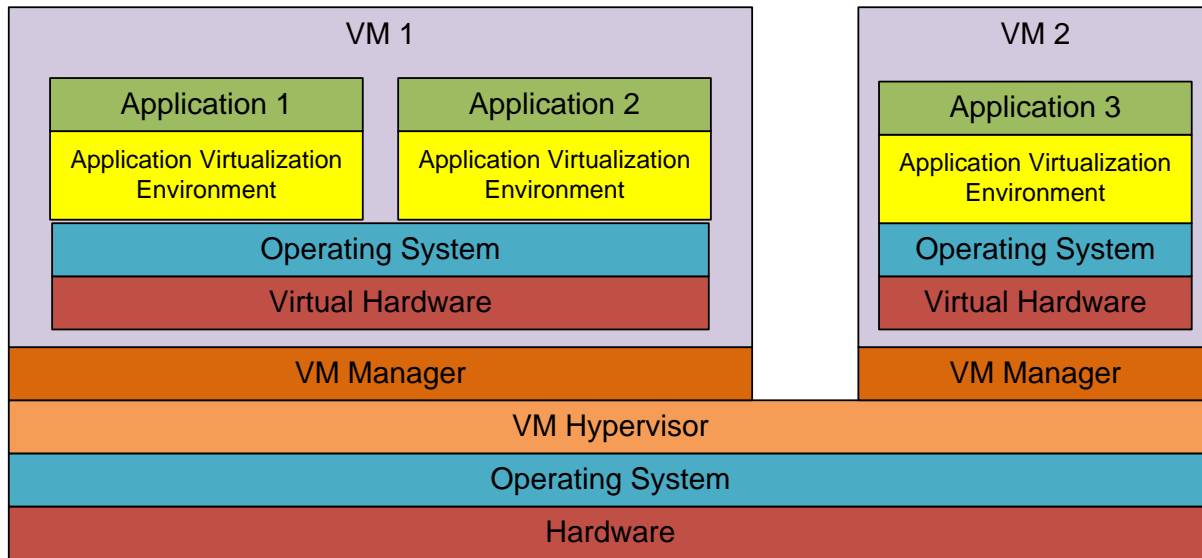 VM 1
VM 2
Application 1
Application 2
Application 3
Application Virtualization
Environment
Application Virtualization
Environment
Application Virtualization
Environment
Operating System
Operating System
Virtual Hardware
Virtual Hardware
VM Manager
VM Manager
VM Hypervisor
Operating System
Hardware